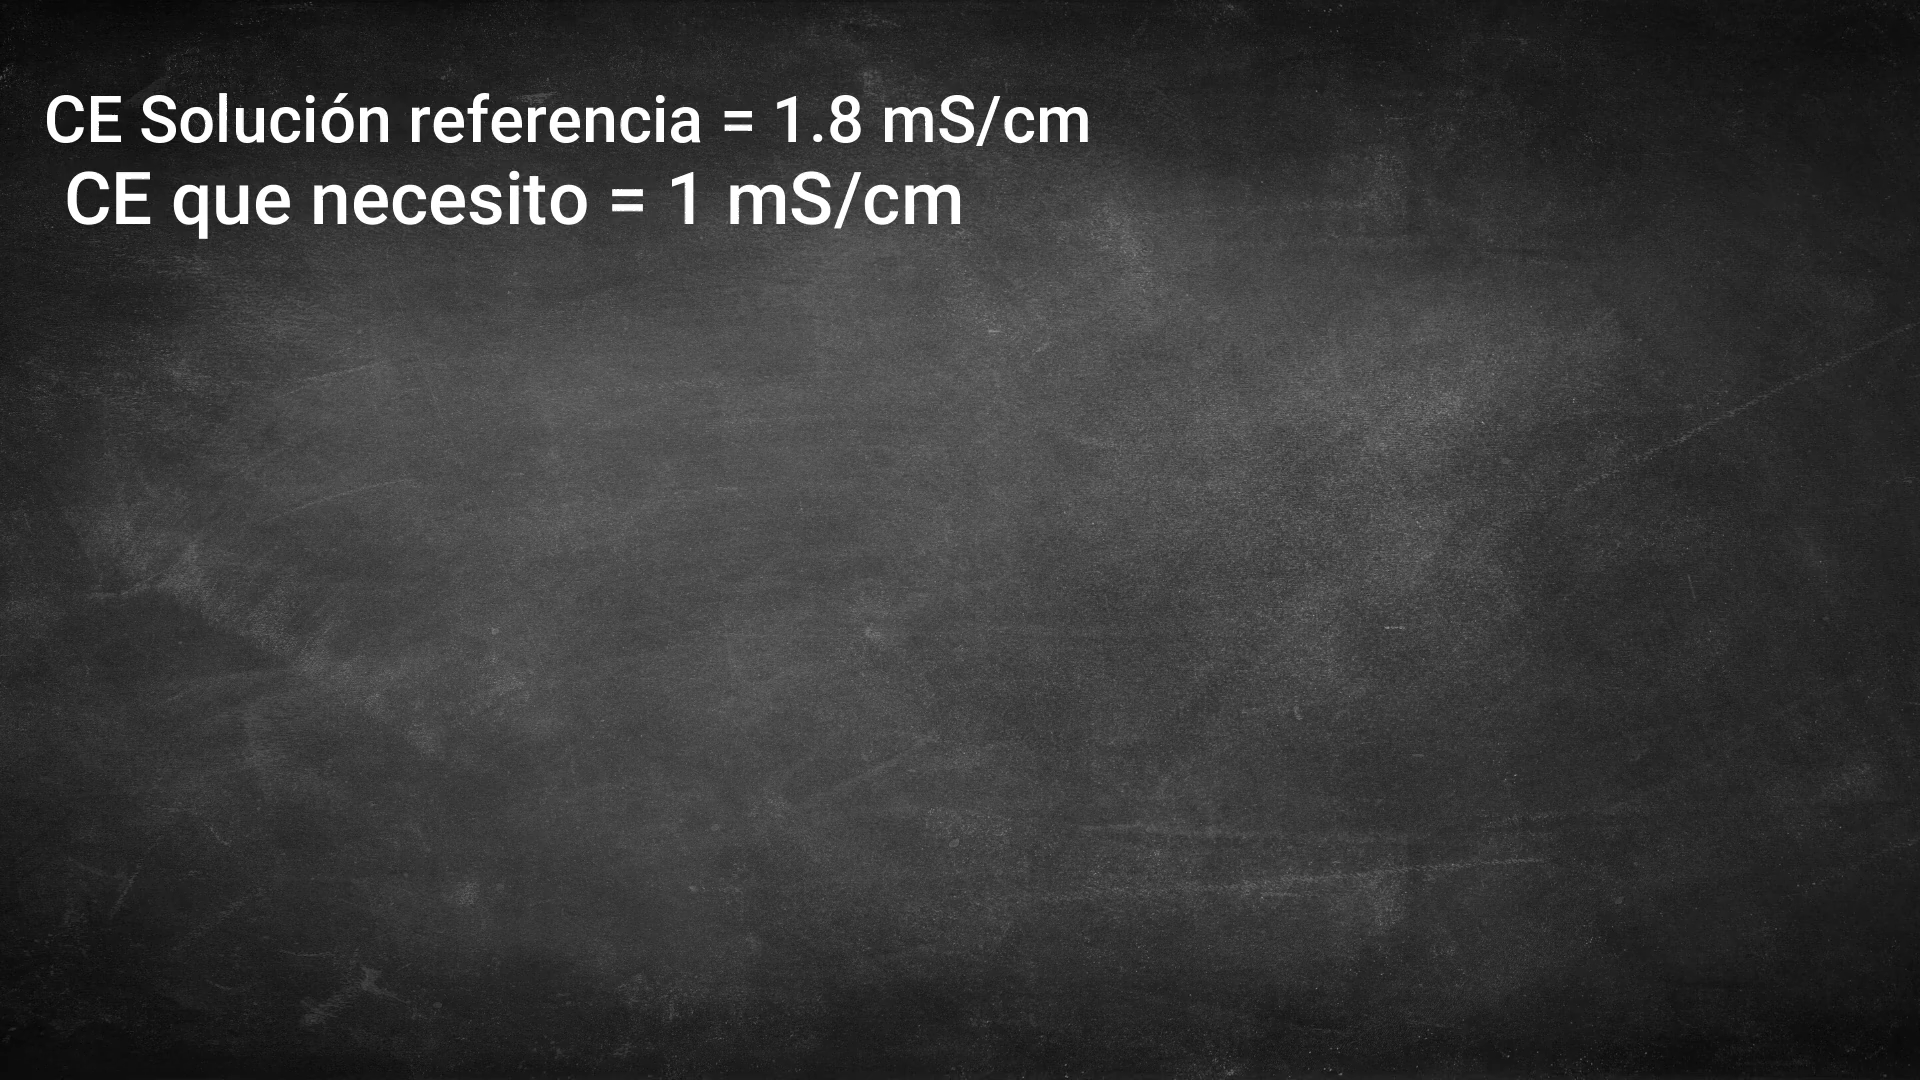 CE Solución referencia = 1.8 mS/cm
CE que necesito = 1 mS/cm